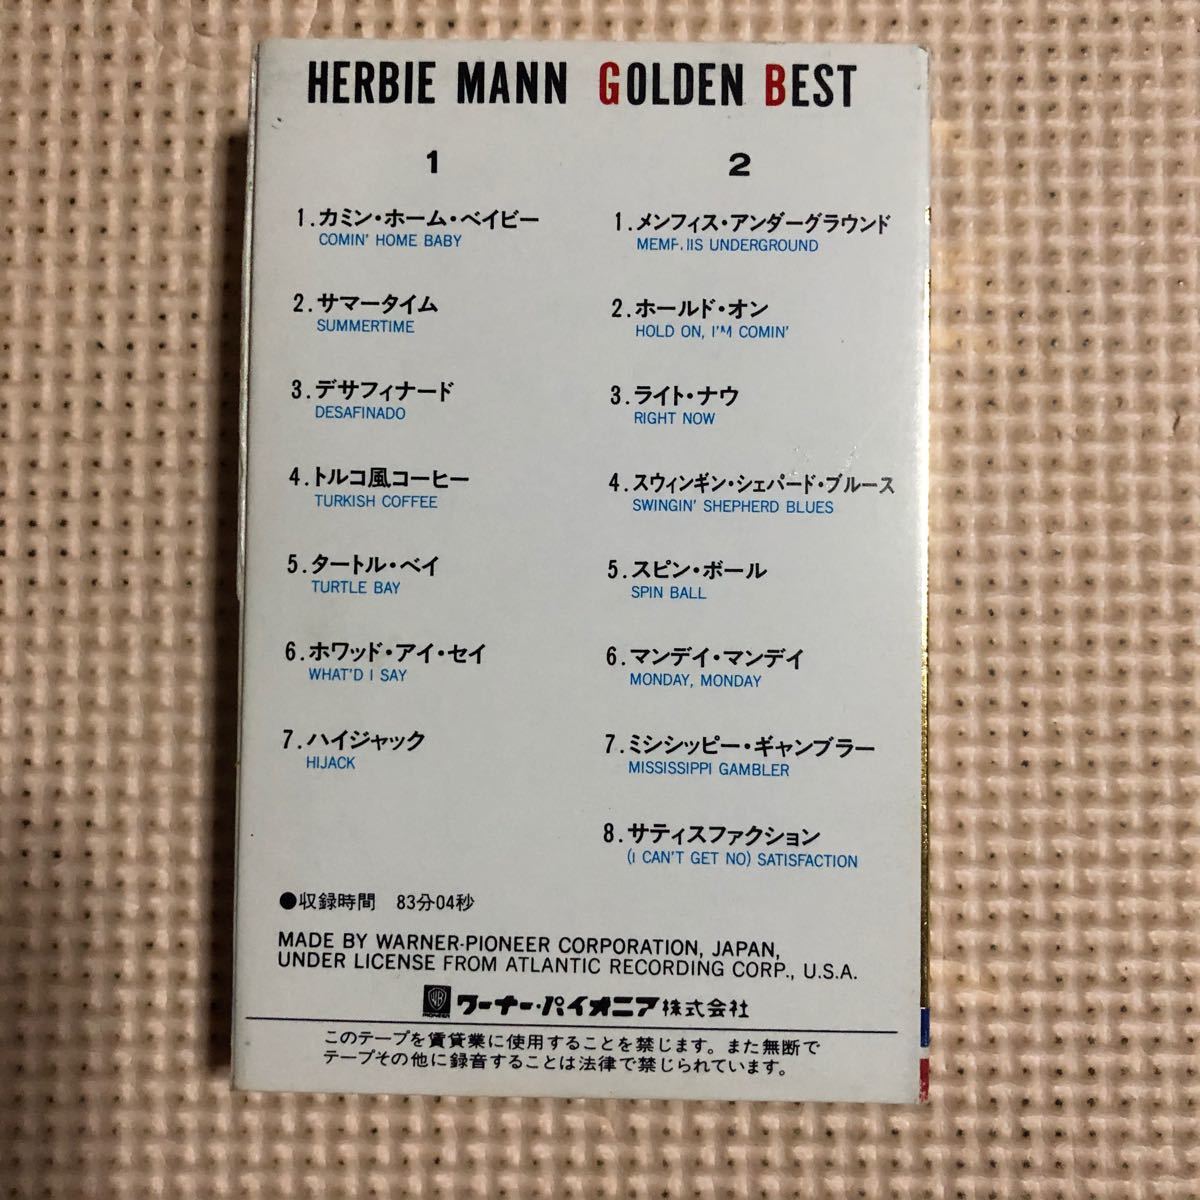 HERBIE MANN GOLDEN BEST
1
1.カミン・ホーム・ベイビー
COMIN' HOME BABY
2.サマータイム
SUMMERTIME
3.デサフィナード
DESAFINADO
4.トルコ風コーヒー
TURKISH COFFEE
5.タートル・ベイ
TURTLE BAY
6.ホワッド・アイ・セイ
WHAT'D I SAY
7.ハイジャック
HIJACK
2
1.メンフィス・アンダーグラウンド
MEMPHIS UNDERGROUND
2.ホールド・オン
HOLD ON, I'M COMIN'
3.ライト・ナウ
RIGHT NOW
4.スウィンギン・シェパード・ブルース
SWINGIN' SHEPHERD BLUES
5.スピン・ボール
SPIN BALL
6.マンデイ・マンデイ
MONDAY, MONDAY
7.ミシシッピー・ギャンブラー
MISSISSIPPI GAMBLER
8.サティスファクション
(I CAN'T GET NO) SATISFACTION
●収録時間 83分04秒
MADE BY WARNER-PIONEER CORPORATION, JAPAN,
UNDER LICENSE FROM ATLANTIC RECORDING CORP., U.S.A.
ワーナー・パイオニア株式会社
このテープを賃貸業に使用することを禁じます。また無断で
テープその他に録音することは法律で禁じられています。